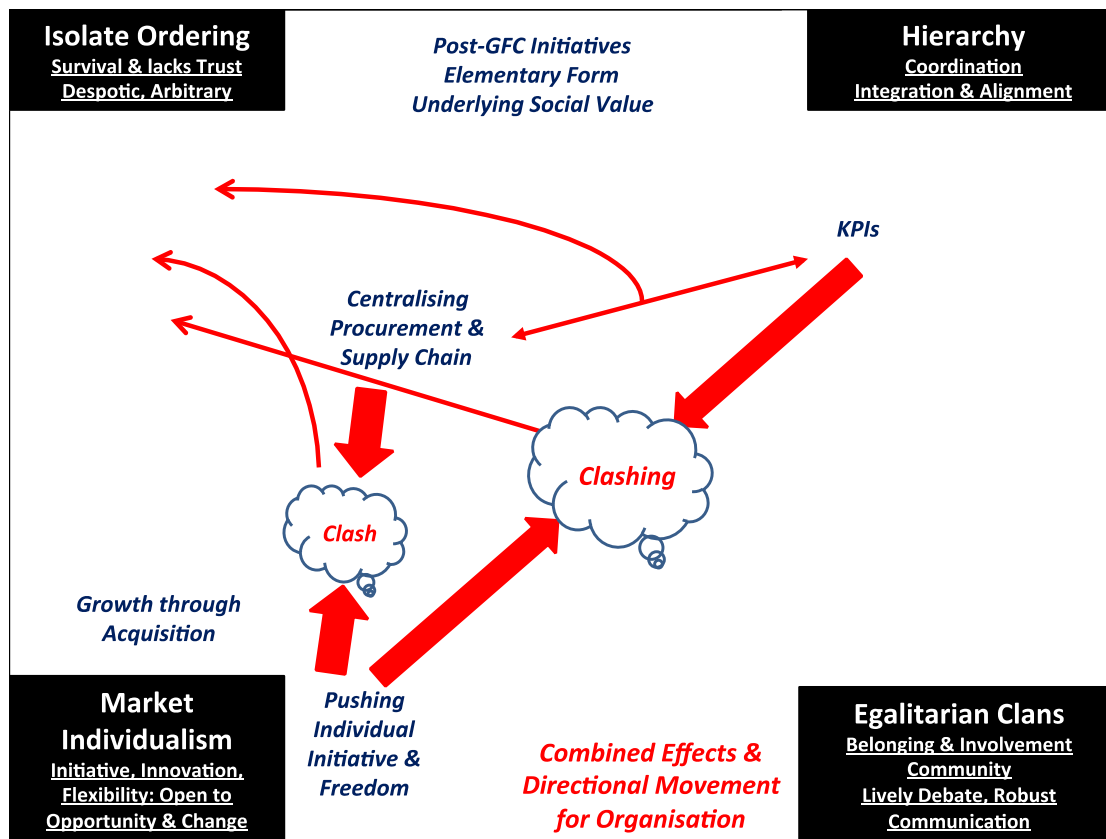 Isolate Ordering
Survival & lacks Trust
Despotic, Arbitrary
Post-GFC Initiatives
Elementary Form
Underlying Social Value
Hierarchy
Coordination
Integration & Alignment
KPIs
Centralising
Procurement &
Supply Chain
Clashing
Clash
Growth through
Acquisition
Market
Individualism
Initiative, Innovation,
Flexibility: Open to
Opportunity & Change
Pushing
Individual
Initiative &
Freedom
Combined Effects &
Directional Movement
for Organisation
Egalitarian Clans
Belonging & Involvement
Community
Lively Debate, Robust
Communication